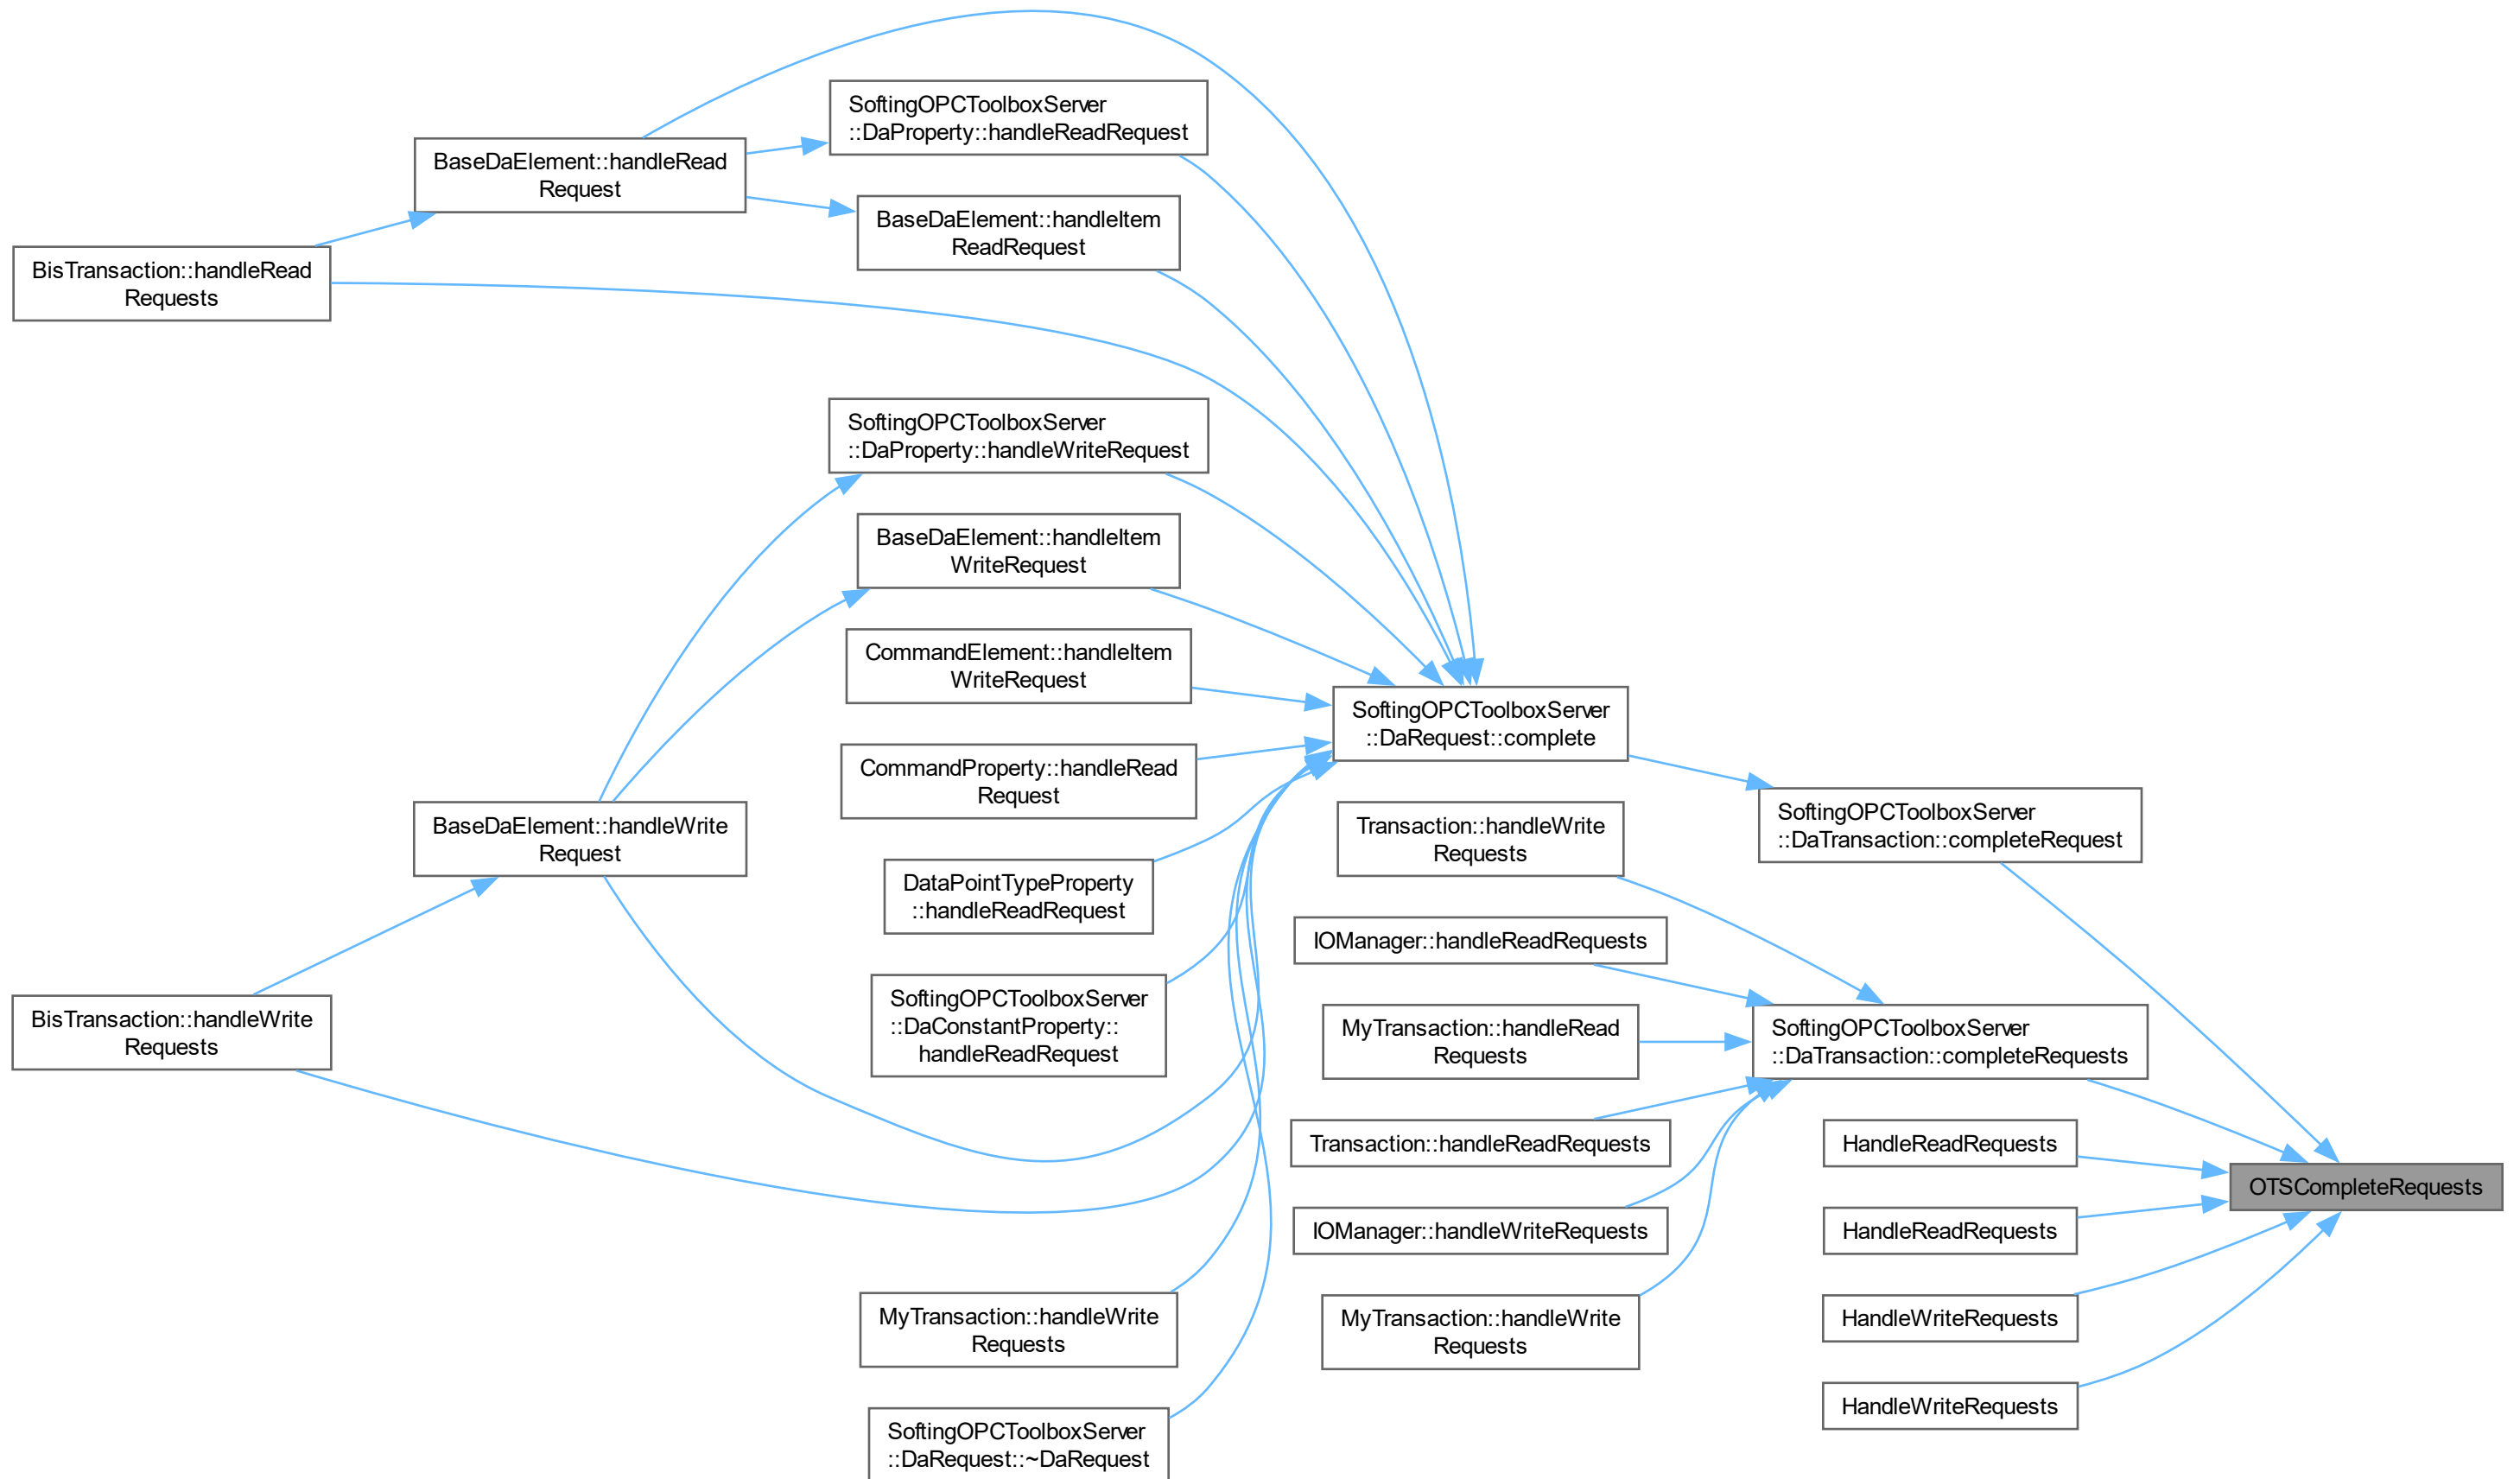 SoftingOPCToolboxServer
::DaProperty::handleReadRequest
BaseDaElement::handleRead
Request
BaseDaElement::handleItem
ReadRequest
BisTransaction::handleRead
Requests
SoftingOPCToolboxServer
::DaProperty::handleWriteRequest
BaseDaElement::handleItem
WriteRequest
CommandElement::handleItem
WriteRequest
SoftingOPCToolboxServer
::DaRequest::complete
CommandProperty::handleRead
Request
BaseDaElement::handleWrite
Request
Transaction::handleWrite
Requests
SoftingOPCToolboxServer
::DaTransaction::completeRequest
DataPointTypeProperty
::handleReadRequest
IOManager::handleReadRequests
SoftingOPCToolboxServer
::DaConstantProperty::
handleReadRequest
BisTransaction::handleWrite
Requests
MyTransaction::handleRead
Requests
SoftingOPCToolboxServer
::DaTransaction::completeRequests
Transaction::handleReadRequests
HandleReadRequests
OTSCompleteRequests
IOManager::handleWriteRequests
HandleReadRequests
MyTransaction::handleWrite
Requests
MyTransaction::handleWrite
Requests
HandleWriteRequests
HandleWriteRequests
SoftingOPCToolboxServer
::DaRequest::~DaRequest